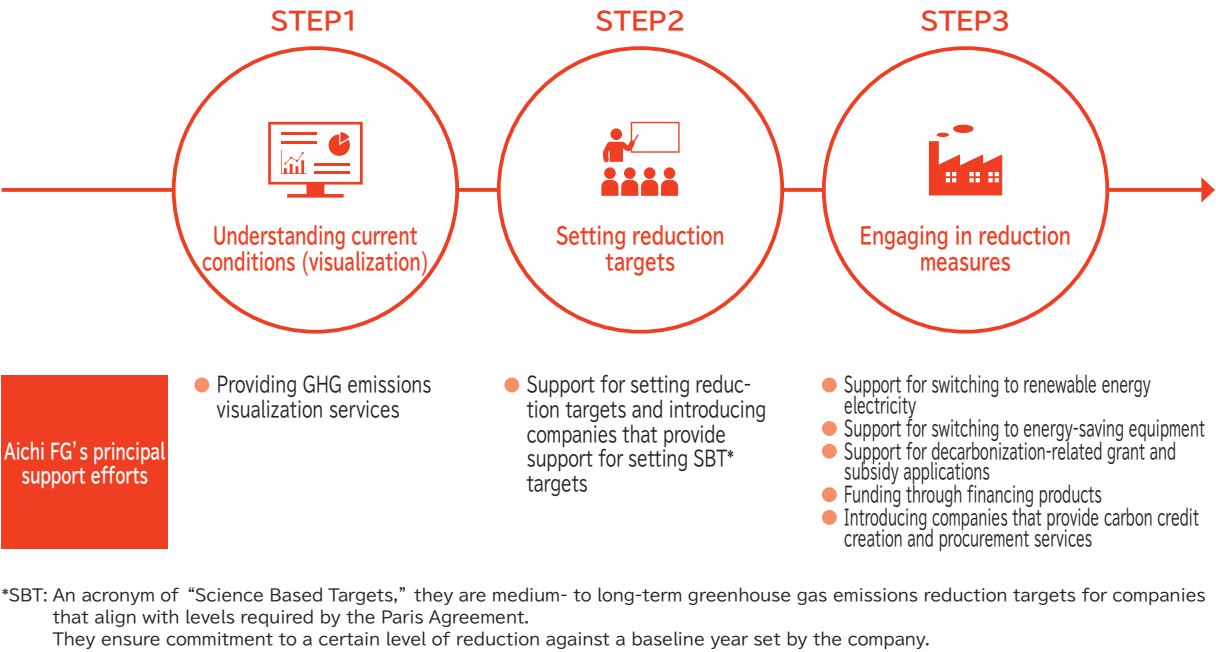 STEP1
STEP2
STEP3
Understanding current
conditions (visualization)
Setting reduction
targets
Engaging in reduction
measures
Aichi FG’s principal
support efforts
● Providing GHG emissions
visualization services
● Support for setting reduc-
tion targets and introducing
companies that provide
support for setting SBT*
targets
● Support for switching to renewable energy
electricity
● Support for switching to energy-saving equipment
● Support for decarbonization-related grant and
subsidy applications
● Funding through financing products
● Introducing companies that provide carbon credit
creation and procurement services
*SBT: An acronym of “Science Based Targets,” they are medium- to long-term greenhouse gas emissions reduction targets for companies
that align with levels required by the Paris Agreement.
They ensure commitment to a certain level of reduction against a baseline year set by the company.